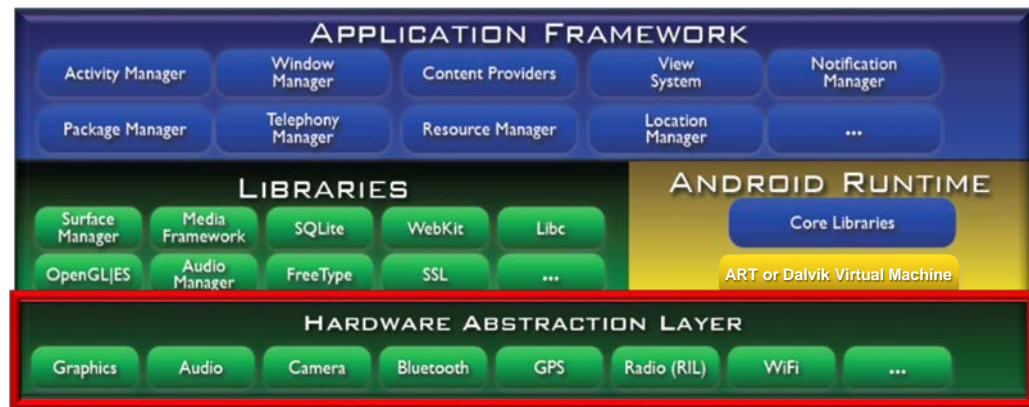 APPLICATION FRAMEWORK
Activity Manager
Window
Manager
Content Providers
View
System
Notification
Manager
Package Manager
Telephony
Manager
Resource Manager
Location
Manager
...
LIBRARIES
Surface
Manager
Media
Framework
SQLite
WebKit
Libc
OpenGL|ES
Audio
Manager
FreeType
SSL
...
ANDROID RUNTIME
Core Libraries
ART or Dalvik Virtual Machine
HARDWARE ABSTRACTION LAYER
Graphics
Audio
Camera
Bluetooth
GPS
Radio (RIL)
WiFi
...